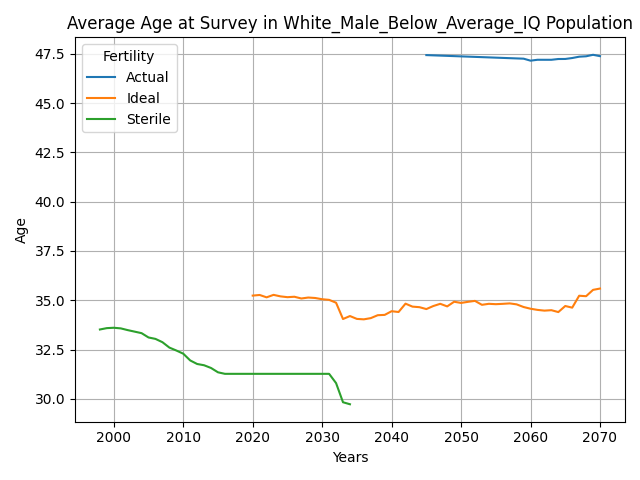 Average Age at Survey in White_Male_Below_Average_IQ Population
Fertility
Actual
Ideal
Sterile
47.5
45.0
42.5
40.0
37.5
35.0
32.5
30.0
Age
2000 2010 2020 2030 2040 2050 2060 2070
Years